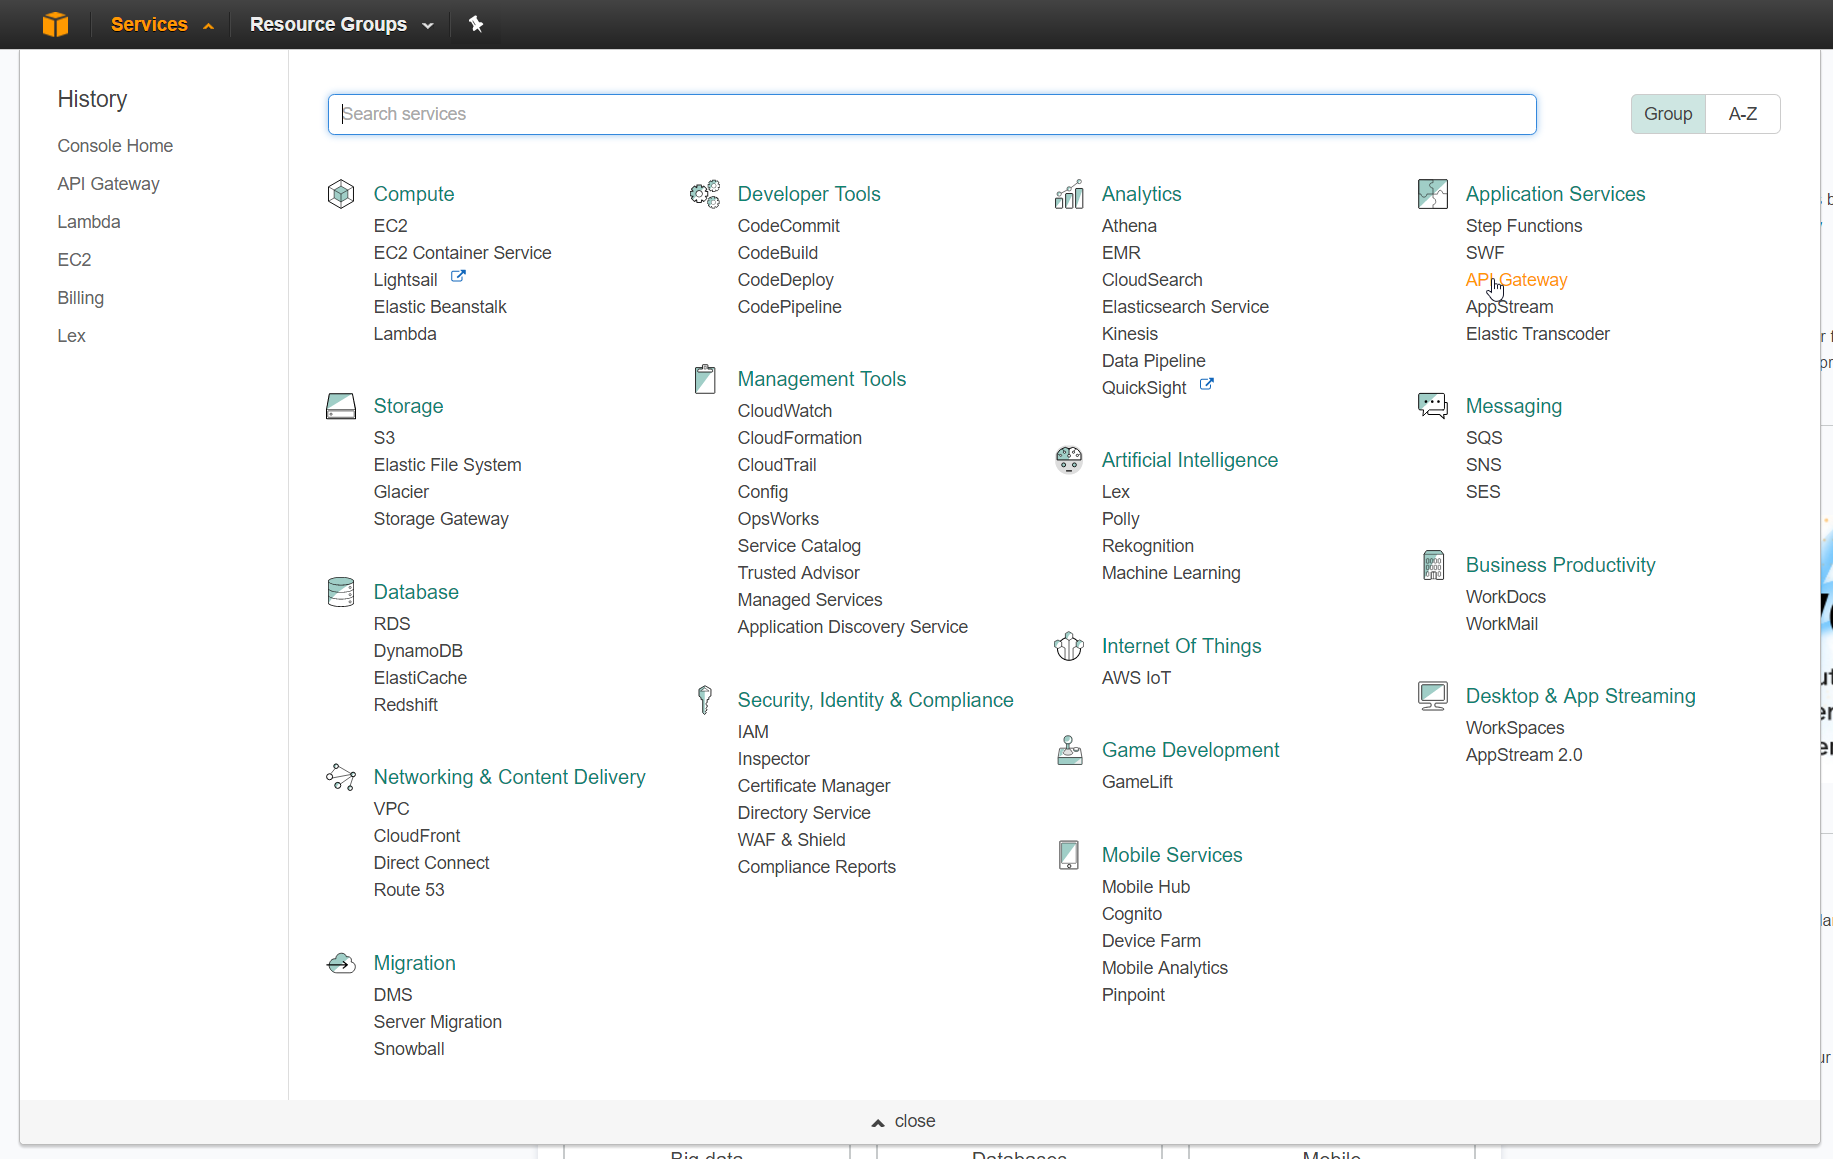 Services
Resource Groups
History
Console Home
API Gateway
Lambda
EC2
Billing
Lex
Search services
Group
A-Z
Compute
EC2
EC2 Container Service
Lightsail
Elastic Beanstalk
Lambda
Storage
S3
Elastic File System
Glacier
Storage Gateway
Database
RDS
DynamoDB
ElastiCache
Redshift
Networking & Content Delivery
VPC
CloudFront
Direct Connect
Route 53
Migration
DMS
Server Migration
Snowball
Developer Tools
CodeCommit
CodeBuild
CodeDeploy
CodePipeline
Management Tools
CloudWatch
CloudFormation
CloudTrail
Config
OpsWorks
Service Catalog
Trusted Advisor
Managed Services
Application Discovery Service
Security, Identity & Compliance
IAM
Inspector
Certificate Manager
Directory Service
WAF & Shield
Compliance Reports
Analytics
Athena
EMR
CloudSearch
Elasticsearch Service
Kinesis
Data Pipeline
QuickSight
Artificial Intelligence
Lex
Polly
Rekognition
Machine Learning
Internet Of Things
AWS IoT
Game Development
GameLift
Mobile Services
Mobile Hub
Cognito
Device Farm
Mobile Analytics
Pinpoint
Application Services
Step Functions
SWF
API Gateway
AppStream
Elastic Transcoder
Messaging
SQS
SNS
SES
Business Productivity
WorkDocs
WorkMail
Desktop & App Streaming
WorkSpaces
AppStream 2.0
close
Big data
Databases
Mobile